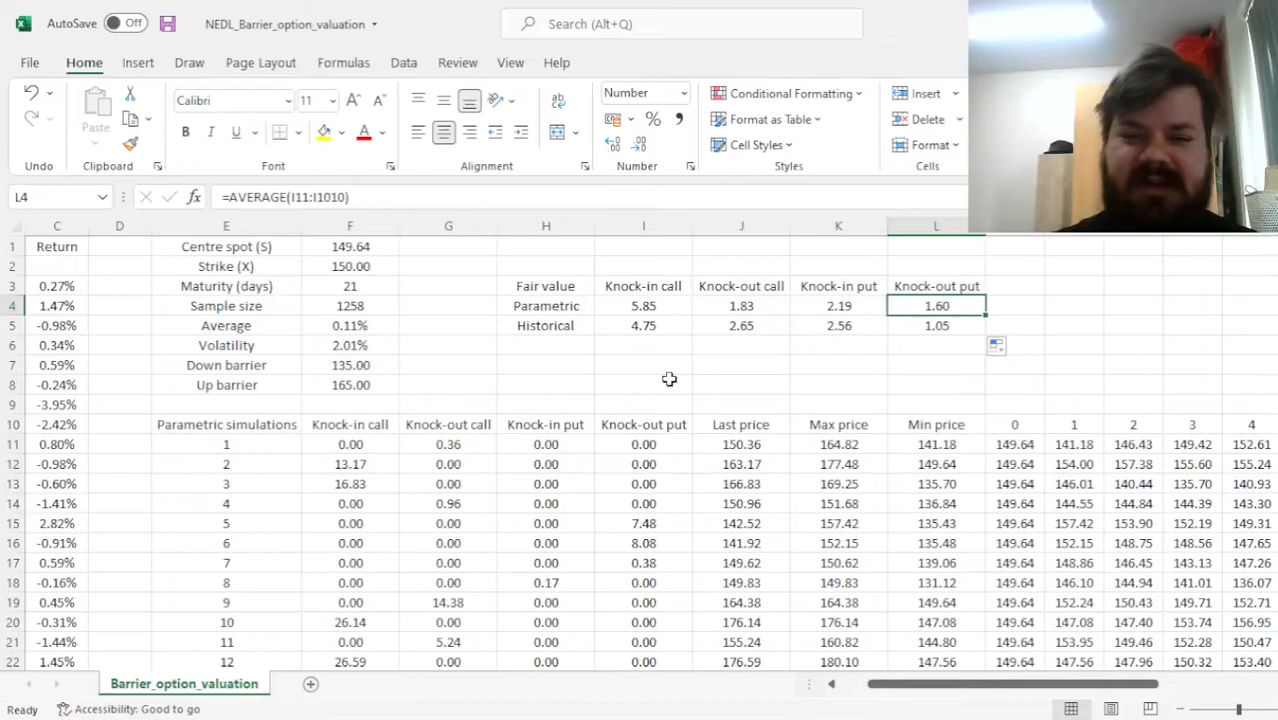 AutoSave Off NEDL_Barrier_option_valuation Search (Alt+Q)
File Home Insert Draw Page Layout Formulas Data Review View Help
Undo Paste Clipboard
Calibri 11 B I U A Font
Alignment
Number % Number
Conditional Formatting Format as Table Cell Styles Styles
Insert Delete Format Cells
L4 fx =AVERAGE(I11:I1010)
C D E F G H I J K L
1 Return Centre spot (S) 149.64
2 Strike (X) 150.00
3 0.27% Maturity (days) 21 Fair value Knock-in call Knock-out call Knock-in put Knock-out put
4 1.47% Sample size 1258 Parametric 5.85 1.83 2.19 1.60
5 -0.98% Average 0.11% Historical 4.75 2.65 2.56 1.05
6 0.34% Volatility 2.01%
7 0.59% Down barrier 135.00
8 -0.24% Up barrier 165.00
9 -3.95%
10 -2.42% Parametric simulations Knock-in call Knock-out call Knock-in put Knock-out put Last price Max price Min price 0 1 2 3 4
11 0.80% 1 0.00 0.36 0.00 0.00 150.36 164.82 141.18 149.64 141.18 146.43 149.42 152.61
12 -0.98% 2 13.17 0.00 0.00 0.00 163.17 177.48 149.64 149.64 154.00 157.38 155.60 155.24
13 -0.60% 3 16.83 0.00 0.00 0.00 166.83 169.25 135.70 149.64 146.01 140.44 135.70 140.93
14 -1.41% 4 0.00 0.96 0.00 0.00 150.96 151.68 136.84 149.64 144.55 144.84 144.39 143.30
15 2.82% 5 0.00 0.00 0.00 7.48 142.52 157.42 135.43 149.64 157.42 153.90 152.19 149.31
16 -0.91% 6 0.00 0.00 0.00 8.08 141.92 152.15 135.48 149.64 152.15 148.75 148.56 147.65
17 0.59% 7 0.00 0.00 0.00 0.38 149.62 150.62 139.06 149.64 148.86 146.45 143.13 147.26
18 -0.16% 8 0.00 0.00 0.17 0.00 149.83 149.83 131.12 149.64 146.10 144.94 141.01 136.07
19 0.45% 9 0.00 14.38 0.00 0.00 164.38 164.38 149.64 149.64 152.24 150.43 149.71 152.71
20 -0.31% 10 26.14 0.00 0.00 0.00 176.14 176.14 147.08 149.64 147.08 147.40 153.74 156.95
21 -1.44% 11 0.00 5.24 0.00 0.00 155.24 160.82 144.80 149.64 153.95 149.46 152.28 150.47
22 1.45% 12 26.59 0.00 0.00 0.00 176.59 180.10 147.56 149.64 147.56 147.96 150.32 153.40
Barrier_option_valuation
Ready Accessibility: Good to go